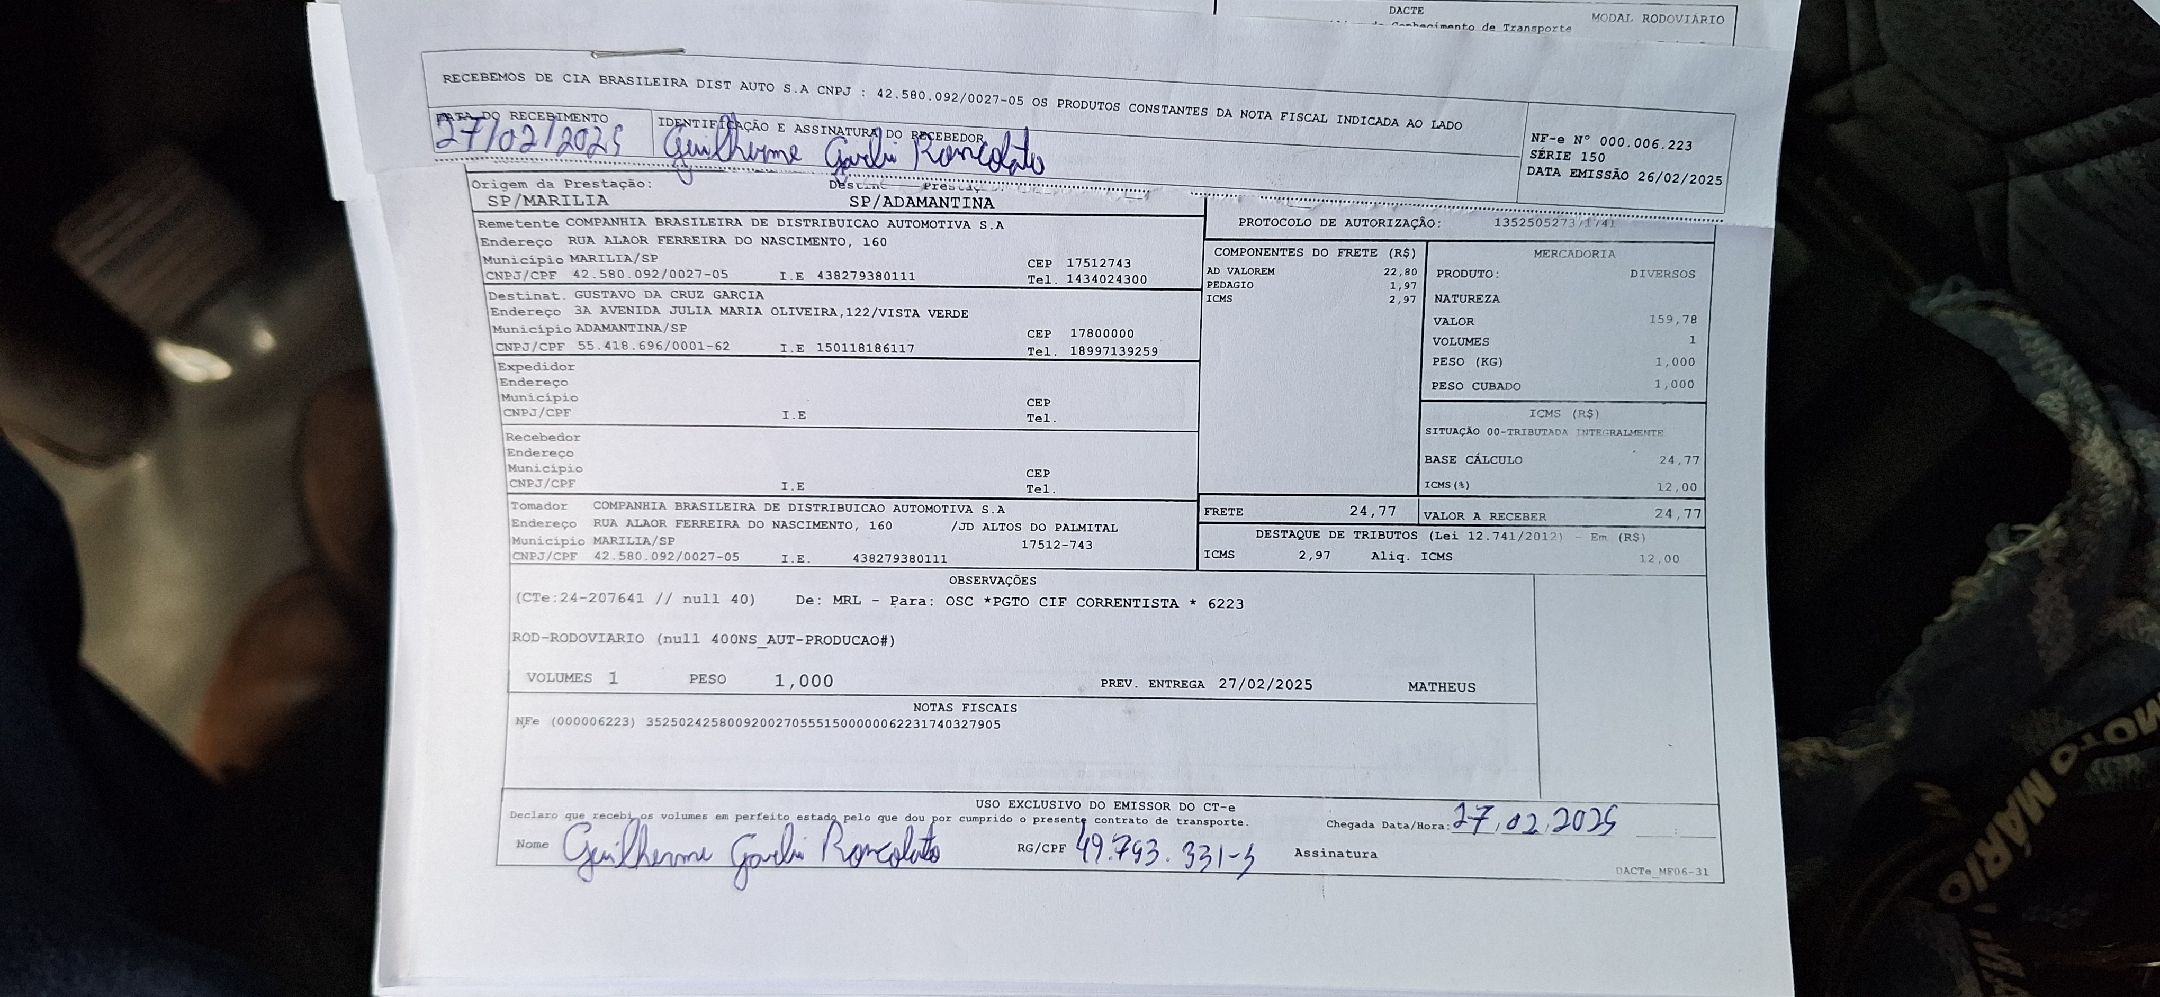 DACTE
MODAL RODOVIÁRIO
de Transporte
RECEBEMOS DE CIA BRASILEIRA DIST AUTO S.A CNPJ : 42.580.092/0027-05 OS PRODUTOS CONSTANTES DA NOTA FISCAL INDICADA AO LADO
DATA DO RECEBIMENTO
27/02/2025
IDENTIFICAÇÃO E ASSINATURA DO RECEBEDOR
Guilherme Roncolato
NF-e Nº 000.006.223
SÉRIE 150
DATA EMISSÃO 26/02/2025
Origem da Prestação:
SP/MARILIA
SP/ADAMANTINA
Remetente COMPANHIA BRASILEIRA DE DISTRIBUICAO AUTOMOTIVA S.A
Endereço RUA ALAOR FERREIRA DO NASCIMENTO, 160
Município MARILIA/SP CEP 17512743
CNPJ/CPF 42.580.092/0027-05 I.E 438279380111 Tel. 1434024300
Destinat. GUSTAVO DA CRUZ GARCIA
Endereço 3A AVENIDA JULIA MARIA OLIVEIRA,122/VISTA VERDE
Município ADAMANTINA/SP CEP 17800000
CNPJ/CPF 55.418.696/0001-62 I.E 150118186117 Tel. 18997139259
Expedidor
Endereço
Município CEP
CNPJ/CPF I.E Tel.
Recebedor
Endereço
Município CEP
CNPJ/CPF I.E Tel.
Tomador COMPANHIA BRASILEIRA DE DISTRIBUICAO AUTOMOTIVA S.A
Endereço RUA ALAOR FERREIRA DO NASCIMENTO, 160 /JD ALTOS DO PALMITAL
Município MARILIA/SP 17512-743
CNPJ/CPF 42.580.092/0027-05 I.E. 438279380111
PROTOCOLO DE AUTORIZAÇÃO:
COMPONENTES DO FRETE (R$)
AD VALOREM 22,80
PEDAGIO 1,97
ICMS 2,97
MERCADORIA
PRODUTO: DIVERSOS
NATUREZA
VALOR 159,78
VOLUMES 1
PESO (KG) 1,000
PESO CUBADO 1,000
ICMS (R$)
SITUAÇÃO 00-TRIBUTADA INTEGRALMENTE
BASE CÁLCULO 24,77
ICMS(%) 12,00
FRETE 24,77
VALOR A RECEBER 24,77
DESTAQUE DE TRIBUTOS (Lei 12.741/2012) - Em (R$)
ICMS 2,97 Aliq. ICMS 12,00
OBSERVAÇÕES
(CTe:24-207641 // null 40) De: MRL - Para: OSC *PGTO CIF CORRENTISTA * 6223
ROD-RODOVIARIO (null 400NS_AUT-PRODUCAO#)
VOLUMES 1 PESO 1,000 PREV. ENTREGA 27/02/2025 MATHEUS
NOTAS FISCAIS
NFe (000006223) 35250242580092002705551500000062231740327905
USO EXCLUSIVO DO EMISSOR DO CT-e
Declaro que recebi os volumes em perfeito estado pelo que dou por cumprido o presente contrato de transporte.
Chegada Data/Hora: 27.02.2025
Nome Guilherme Roncolato RG/CPF 49.793.331-5 Assinatura
DACTe_MF06-31
MOTO MÁRIO